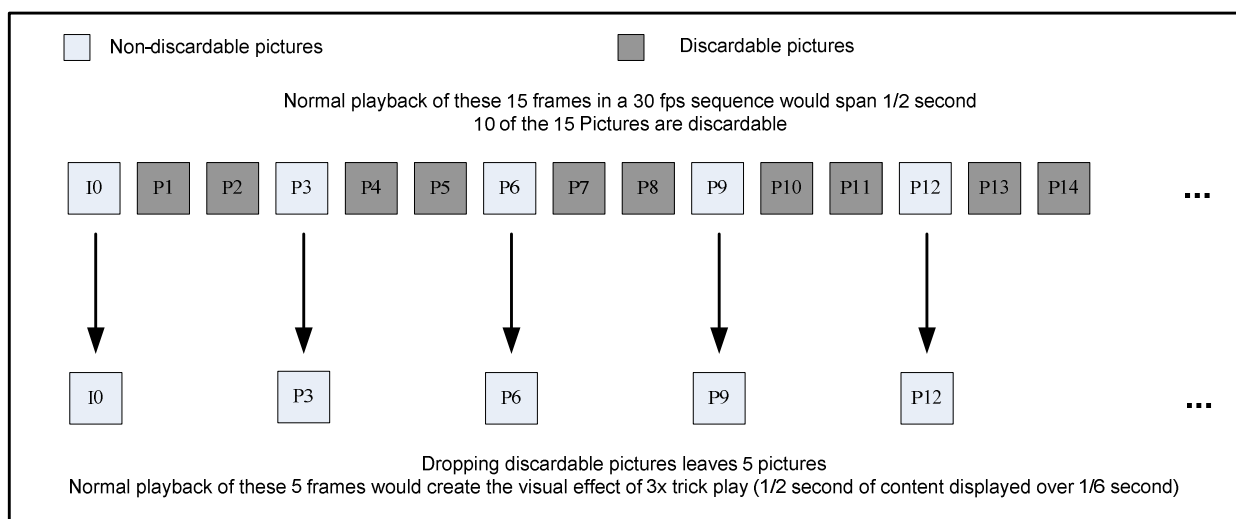 Non-discardable pictures
Discardable pictures
Normal playback of these 15 frames in a 30 fps sequence would span 1/2 second
10 of the 15 Pictures are discardable
I0 P1 P2 P3 P4 P5 P6 P7 P8 P9 P10 P11 P12 P13 P14 ...
I0 P3 P6 P9 P12 ...
Dropping discardable pictures leaves 5 pictures
Normal playback of these 5 frames would create the visual effect of 3x trick play (1/2 second of content displayed over 1/6 second)